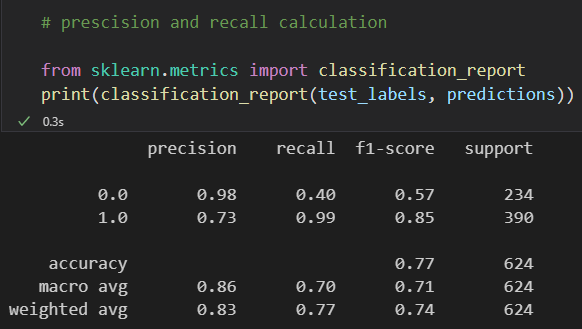 # prescision and recall calculation
from sklearn.metrics import classification_report
print(classification_report(test_labels, predictions))
0.3s
precision recall f1-score support
0.0 0.98 0.40 0.57 234
1.0 0.73 0.99 0.85 390
accuracy 0.77 624
macro avg 0.86 0.70 0.71 624
weighted avg 0.83 0.77 0.74 624